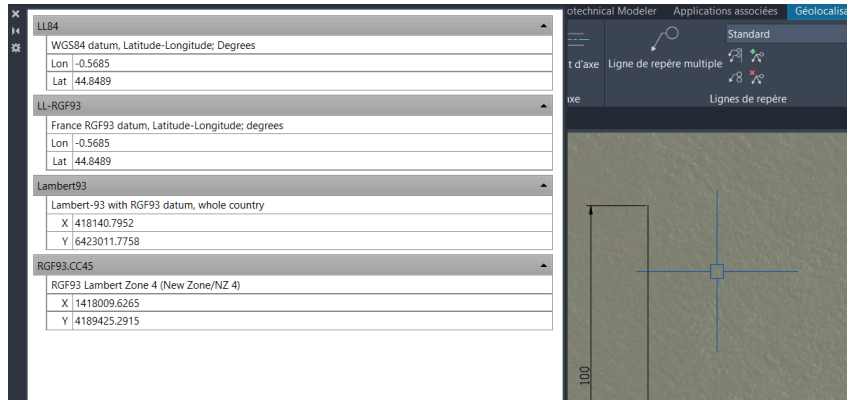 LL84
WGS84 datum, Latitude-Longitude; Degrees
Lon -0.5685
Lat 44.8489
LL-RGF93
France RGF93 datum, Latitude-Longitude; degrees
Lon -0.5685
Lat 44.8489
Lambert93
Lambert-93 with RGF93 datum, whole country
X 418140.7952
Y 6423011.7758
RGF93.CC45
RGF93 Lambert Zone 4 (New Zone/NZ 4)
X 1418009.6265
Y 4189425.2915
otechnical Modeler Applications associées Géolocalisa
Standard
t d'axe Ligne de repère multiple
xe Lignes de repère
100